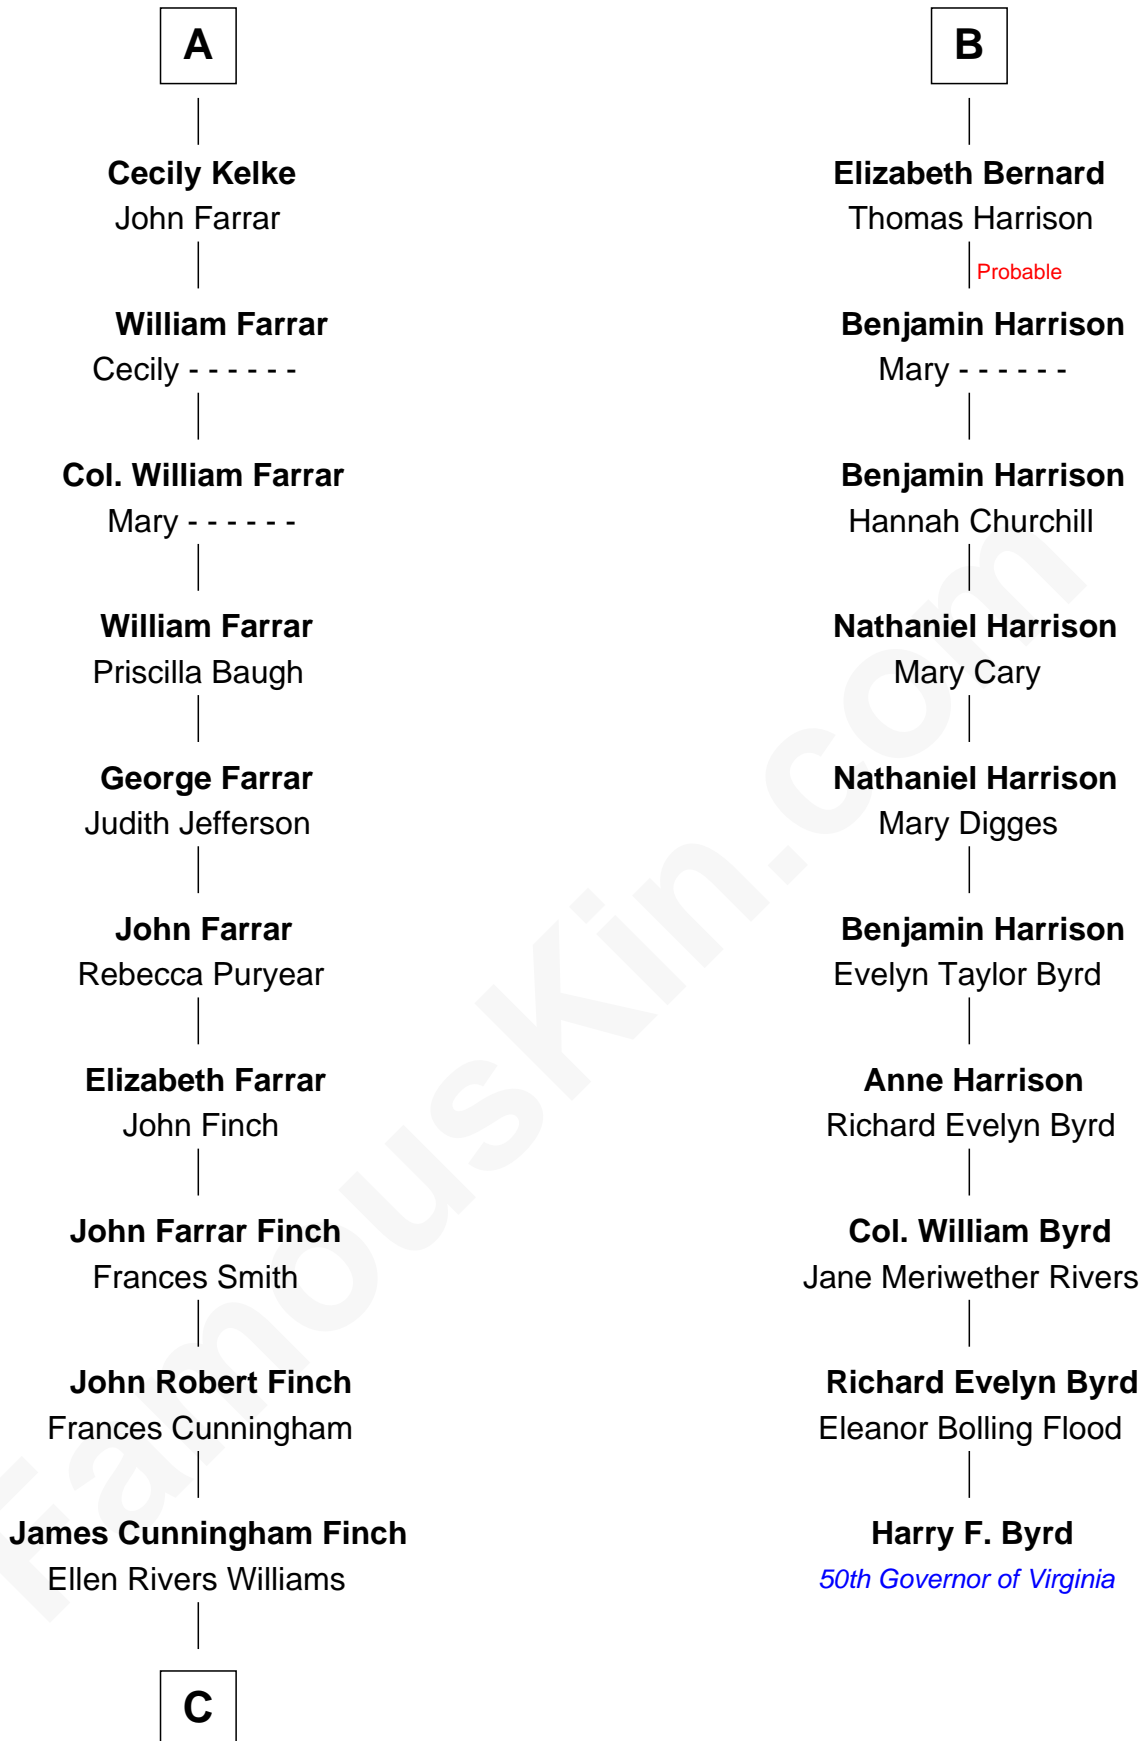 A
Cecily Kelke
John Farrar
William Farrar
Cecily - - - - - -
Col. William Farrar
Mary - - - - - -
William Farrar
Priscilla Baugh
George Farrar
Judith Jefferson
John Farrar
Rebecca Puryear
Elizabeth Farrar
John Finch
John Farrar Finch
Frances Smith
John Robert Finch
Frances Cunningham
James Cunningham Finch
Ellen Rivers Williams
C
B
Elizabeth Bernard
Thomas Harrison
Probable
Benjamin Harrison
Mary - - - - - -
Benjamin Harrison
Hannah Churchill
Nathaniel Harrison
Mary Cary
Nathaniel Harrison
Mary Digges
Benjamin Harrison
Evelyn Taylor Byrd
Anne Harrison
Richard Evelyn Byrd
Col. William Byrd
Jane Meriwether Rivers
Richard Evelyn Byrd
Eleanor Bolling Flood
Harry F. Byrd
50th Governor of Virginia
FamousKin.com